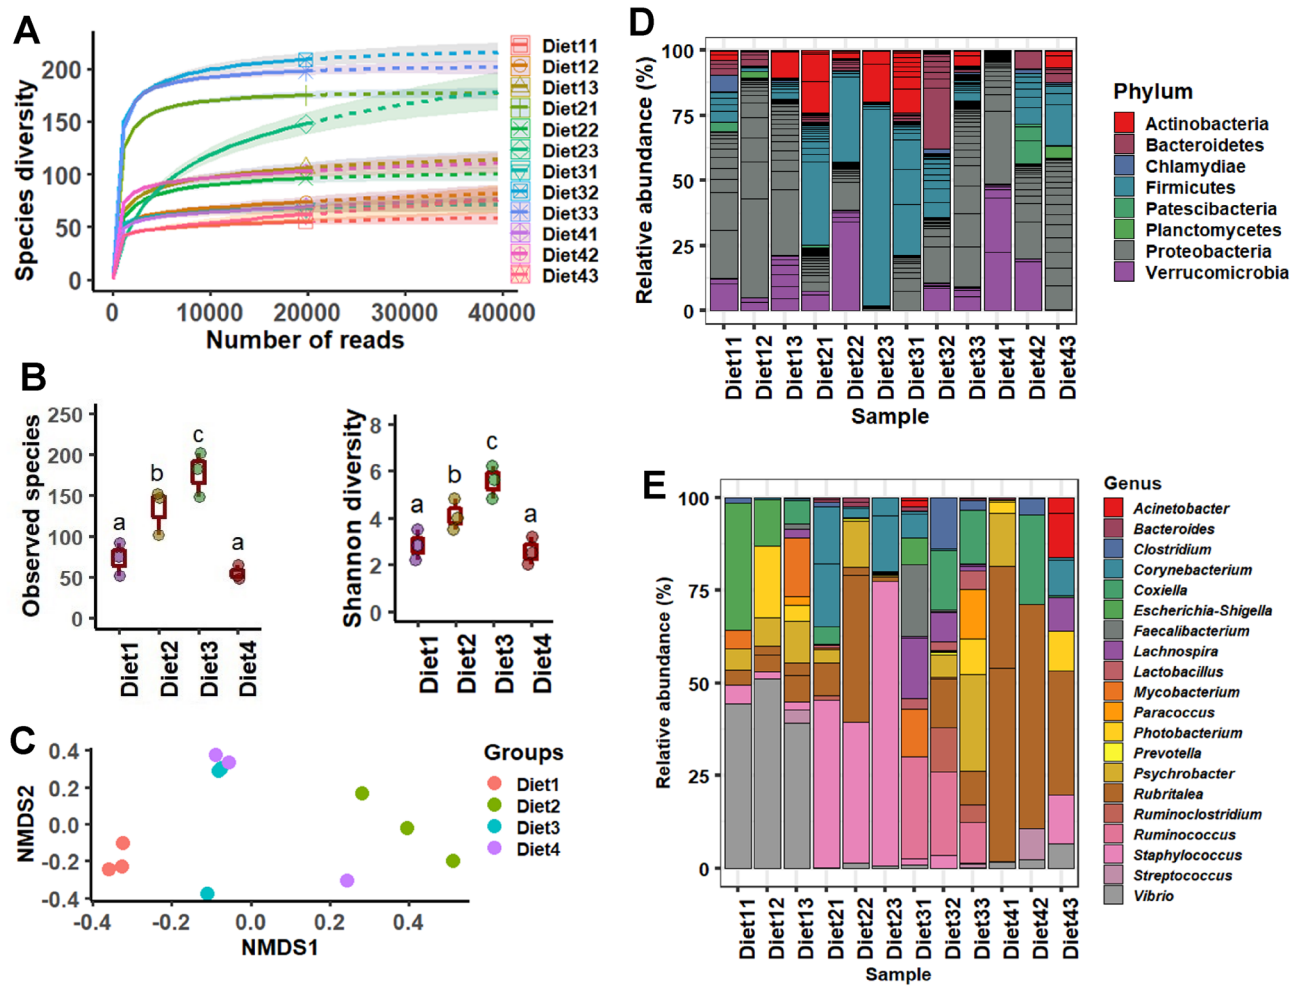 A
Species diversity
200
150
100
50
0
0
10000
20000
30000
40000
Number of reads
Diet11
Diet12
Diet13
Diet21
Diet22
Diet23
Diet31
Diet32
Diet33
Diet41
Diet42
Diet43
B
Observed species
250
200
150
100
50
0
a
b
c
a
Diet1
Diet2
Diet3
Diet4
Shannon diversity
8
6
4
2
0
a
b
c
a
Diet1
Diet2
Diet3
Diet4
C
NMDS2
0.4
0.2
0.0
-0.2
-0.4
-0.4
-0.2
0.0
0.2
0.4
NMDS1
Groups
Diet1
Diet2
Diet3
Diet4
D
Relative abundance (%)
100
75
50
25
0
Diet11
Diet12
Diet13
Diet21
Diet22
Diet23
Diet31
Diet32
Diet33
Diet41
Diet42
Diet43
Sample
Phylum
Actinobacteria
Bacteroidetes
Chlamydiae
Firmicutes
Patescibacteria
Planctomycetes
Proteobacteria
Verrucomicrobia
E
Relative abundance (%)
100
75
50
25
0
Diet11
Diet12
Diet13
Diet21
Diet22
Diet23
Diet31
Diet32
Diet33
Diet41
Diet42
Diet43
Sample
Genus
Acinetobacter
Bacteroides
Clostridium
Corynebacterium
Coxiella
Escherichia-Shigella
Faecalibacterium
Lachnospira
Lactobacillus
Mycobacterium
Paracoccus
Photobacterium
Prevotella
Psychrobacter
Rubritalea
Ruminoclostridium
Ruminococcus
Staphylococcus
Streptococcus
Vibrio